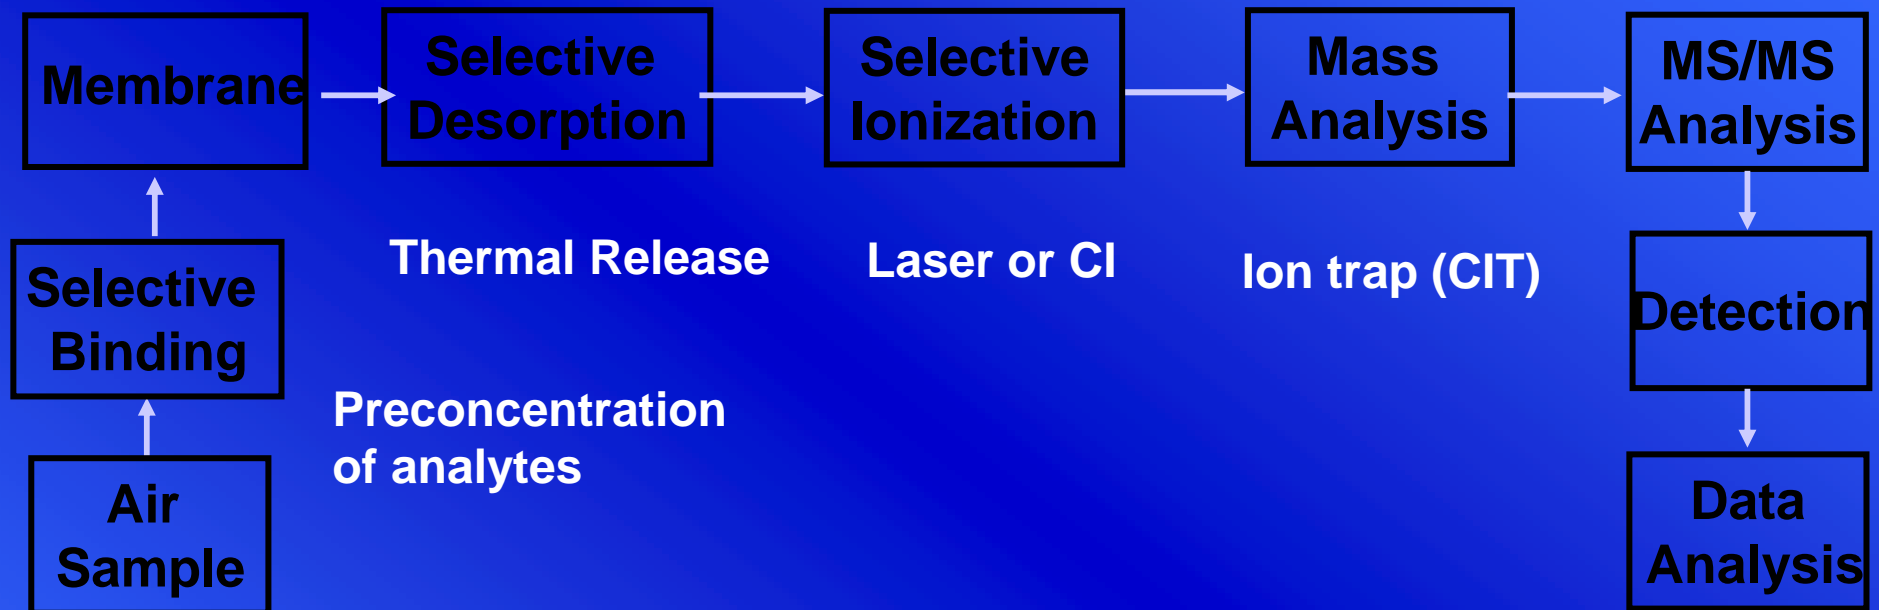 Membrane
Selective
Desorption
Selective
Ionization
Mass
Analysis
MS/MS
Analysis
Selective
Binding
Thermal Release
Laser or CI
Ion trap (CIT)
Detection
Preconcentration
of analytes
Air
Sample
Data
Analysis